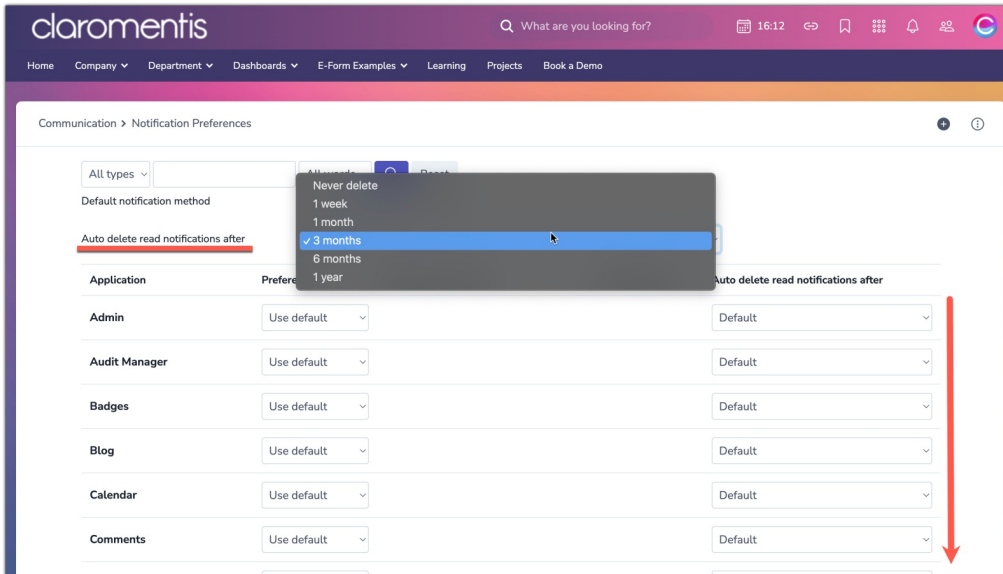 claromentis
What are you looking for?
16:12
Home Company Department Dashboards E-Form Examples Learning Projects Book a Demo
Communication > Notification Preferences
All types
Default notification method
Never delete
1 week
1 month
Auto delete read notifications after
✓ 3 months
6 months
1 year
Application Auto delete read notifications after
Admin Use default Default
Audit Manager Use default Default
Badges Use default Default
Blog Use default Default
Calendar Use default Default
Comments Use default Default